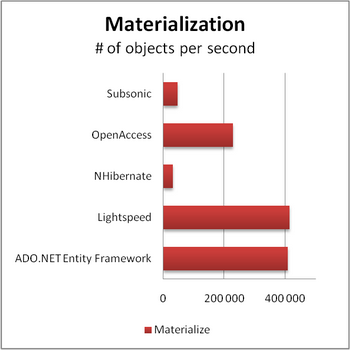 Materialization
# of objects per second
Subsonic
OpenAccess
NHibernate
Lightspeed
ADO.NET Entity Framework
0 200 000 400 000
Materialize